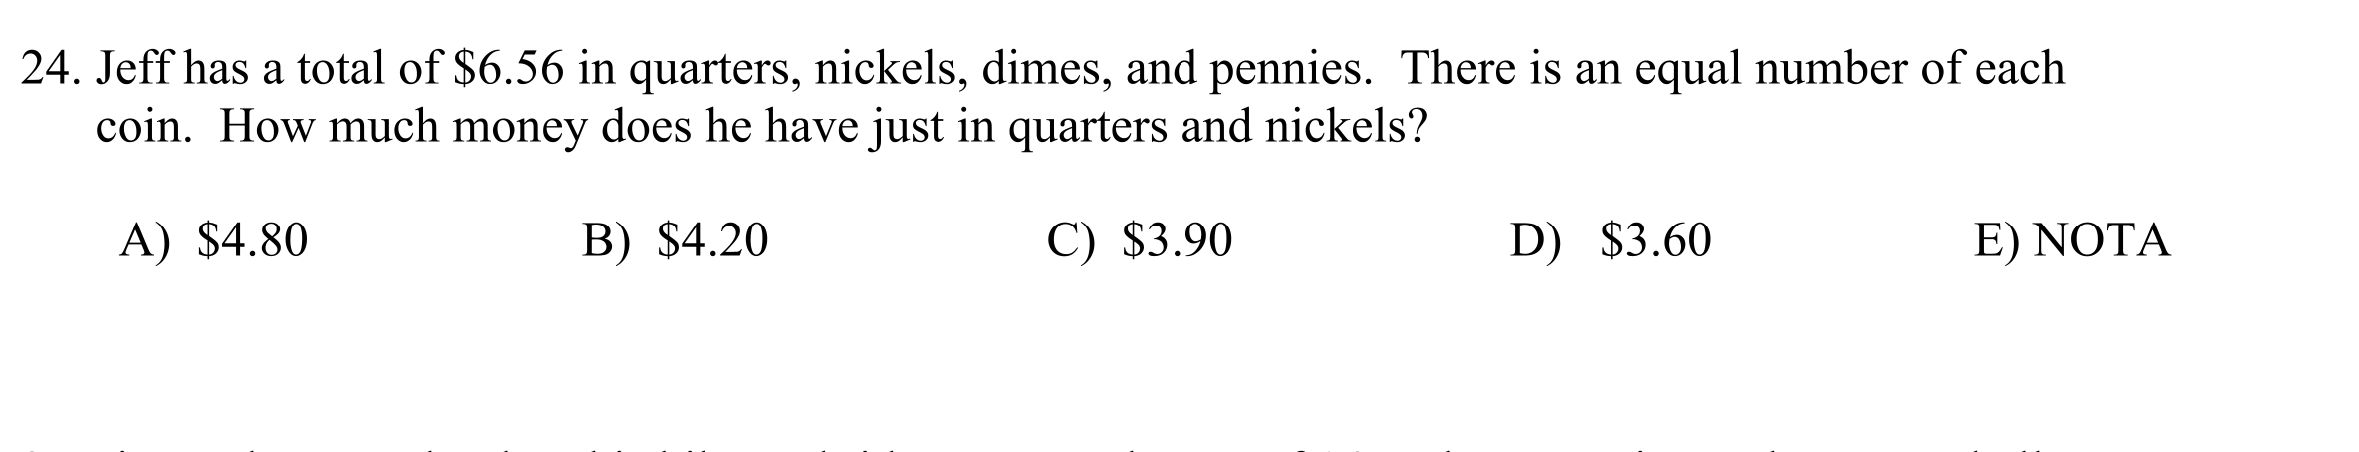 24. Jeff has a total of $6.56 in quarters, nickels, dimes, and pennies. There is an equal number of each
coin. How much money does he have just in quarters and nickels?
A) $4.80 B) $4.20 C) $3.90 D) $3.60 E) NOTA